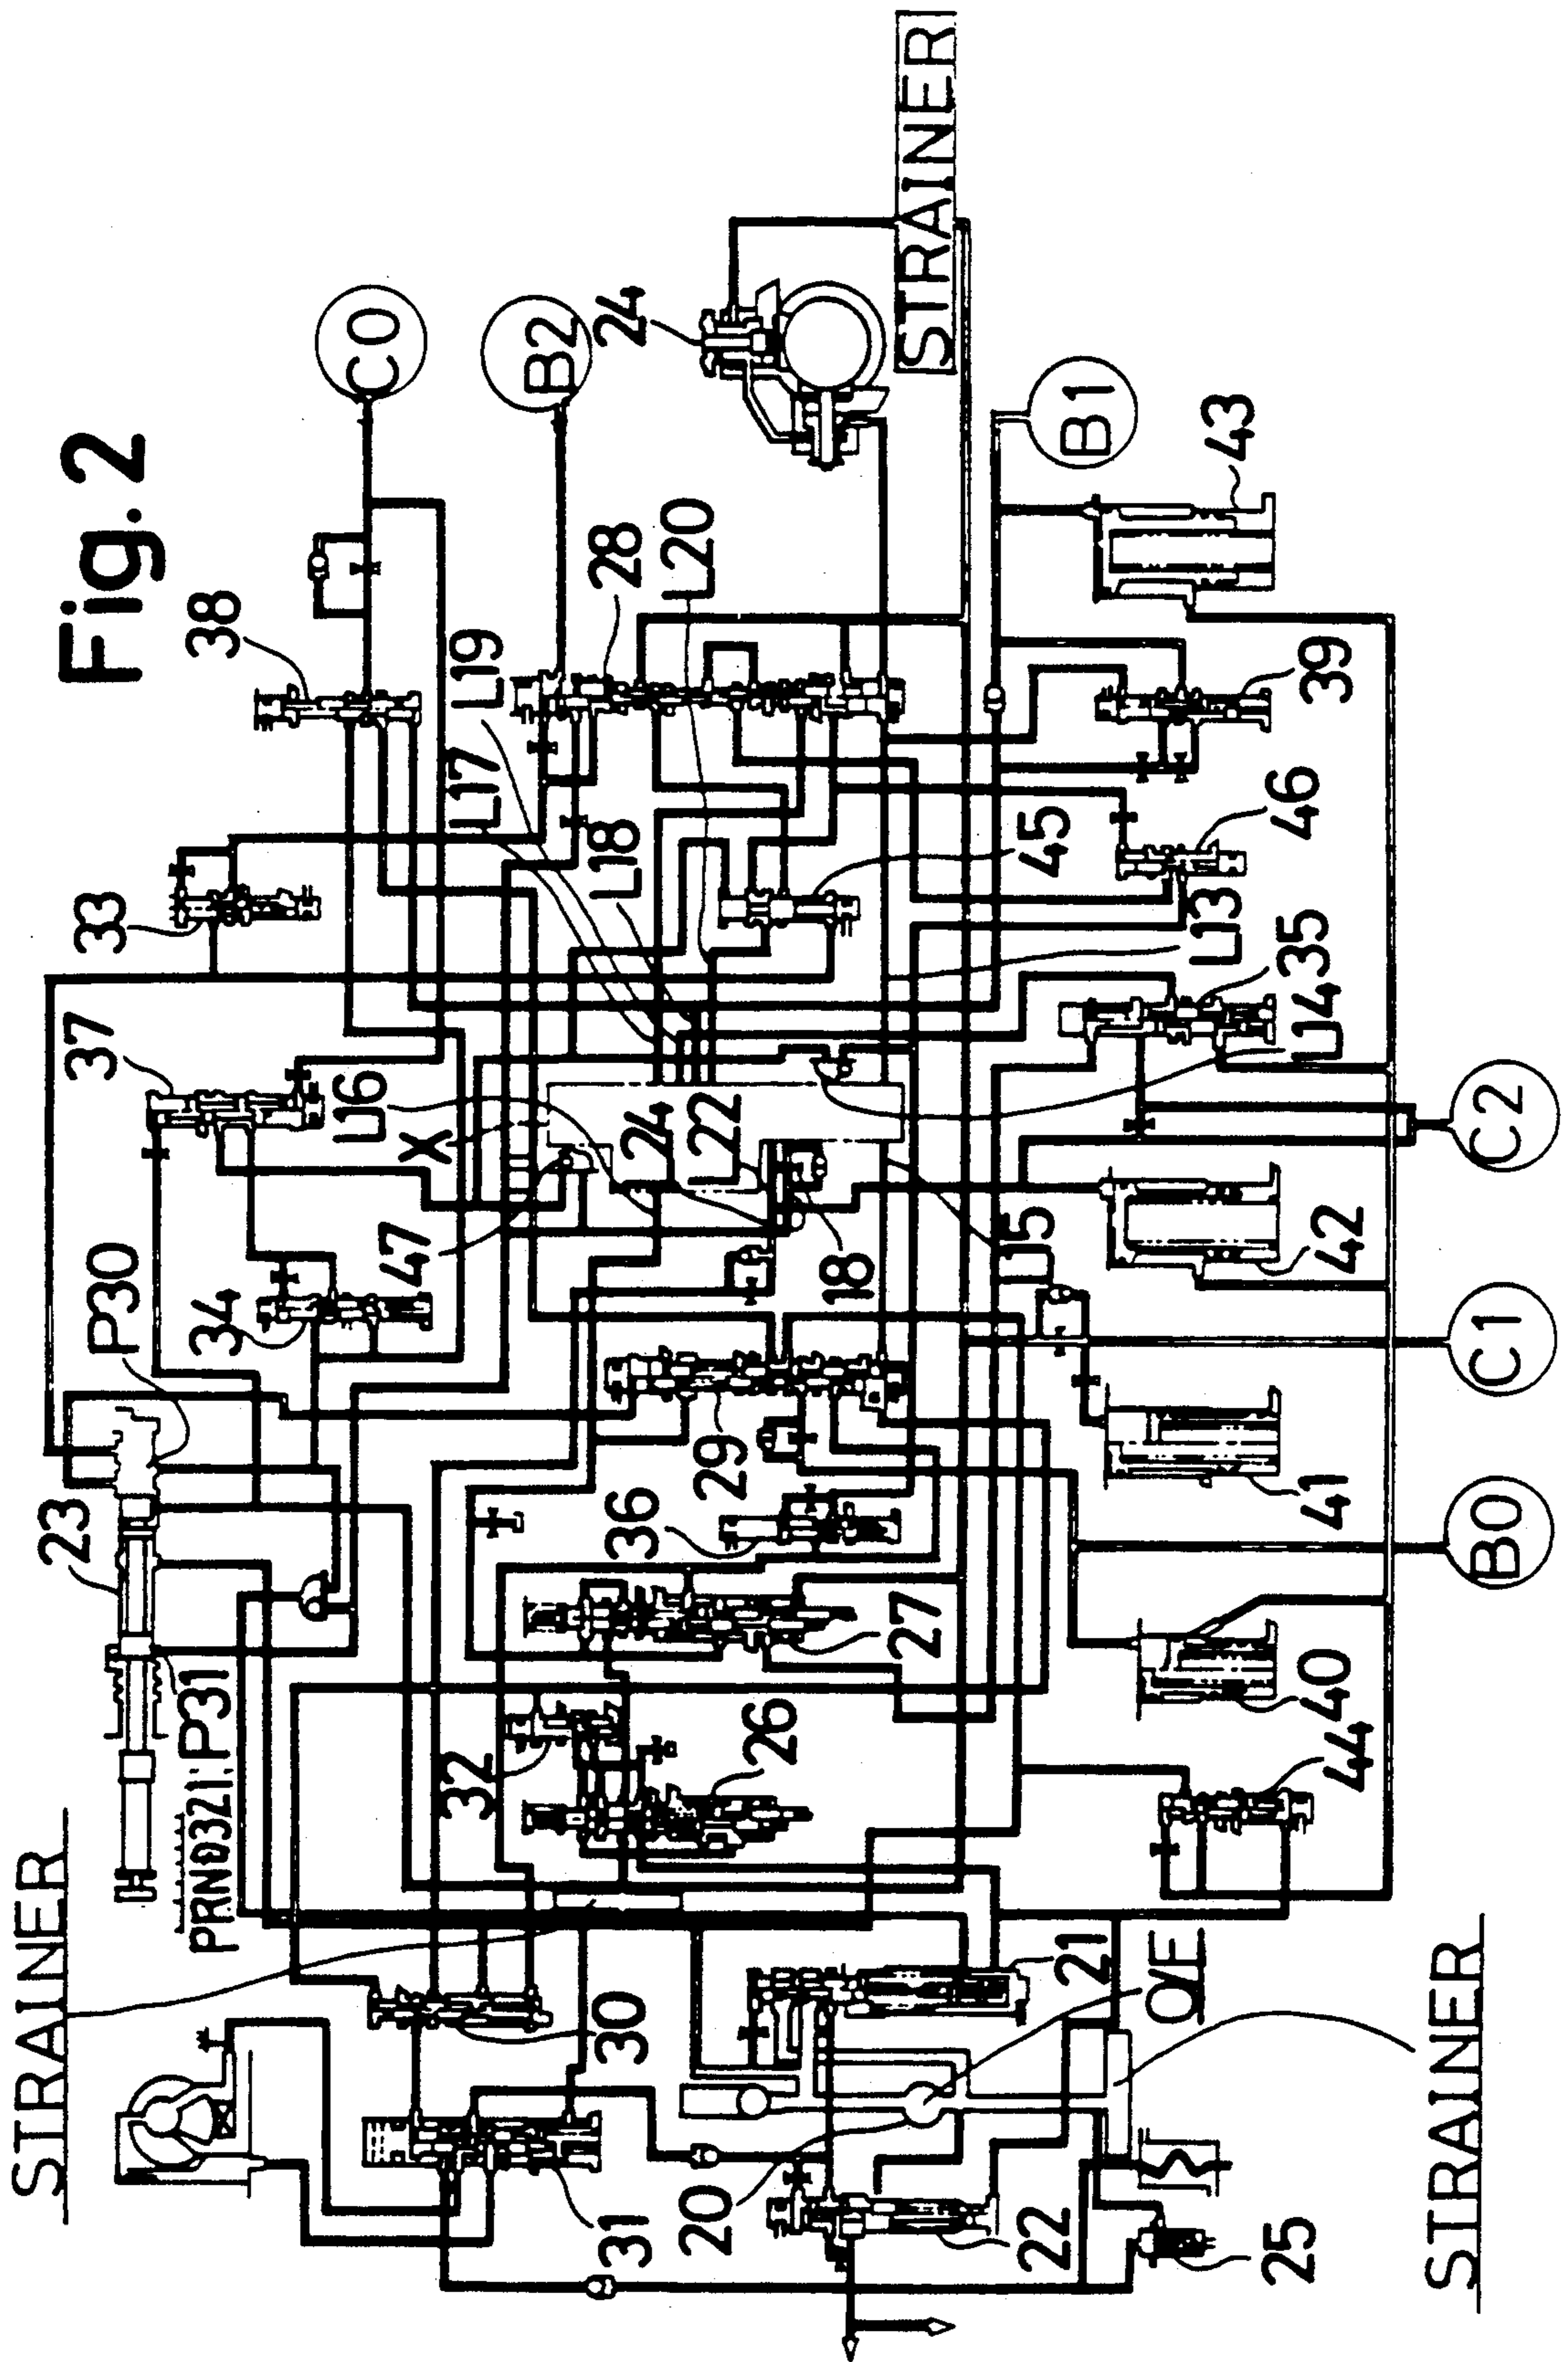 Fig. 2
STRAINER
23
P30
37
33
38
C0
B2
24
STRAINER
PRND321
P31
34
47
L16
X
L17
L19
L18
28
L20
24
L22
18
45
32
26
27
36
29
L15
L13
L14
35
46
39
B1
43
30
31
20
22
21
O/E
25
44
40
B0
41
C1
42
C2
STRAINER